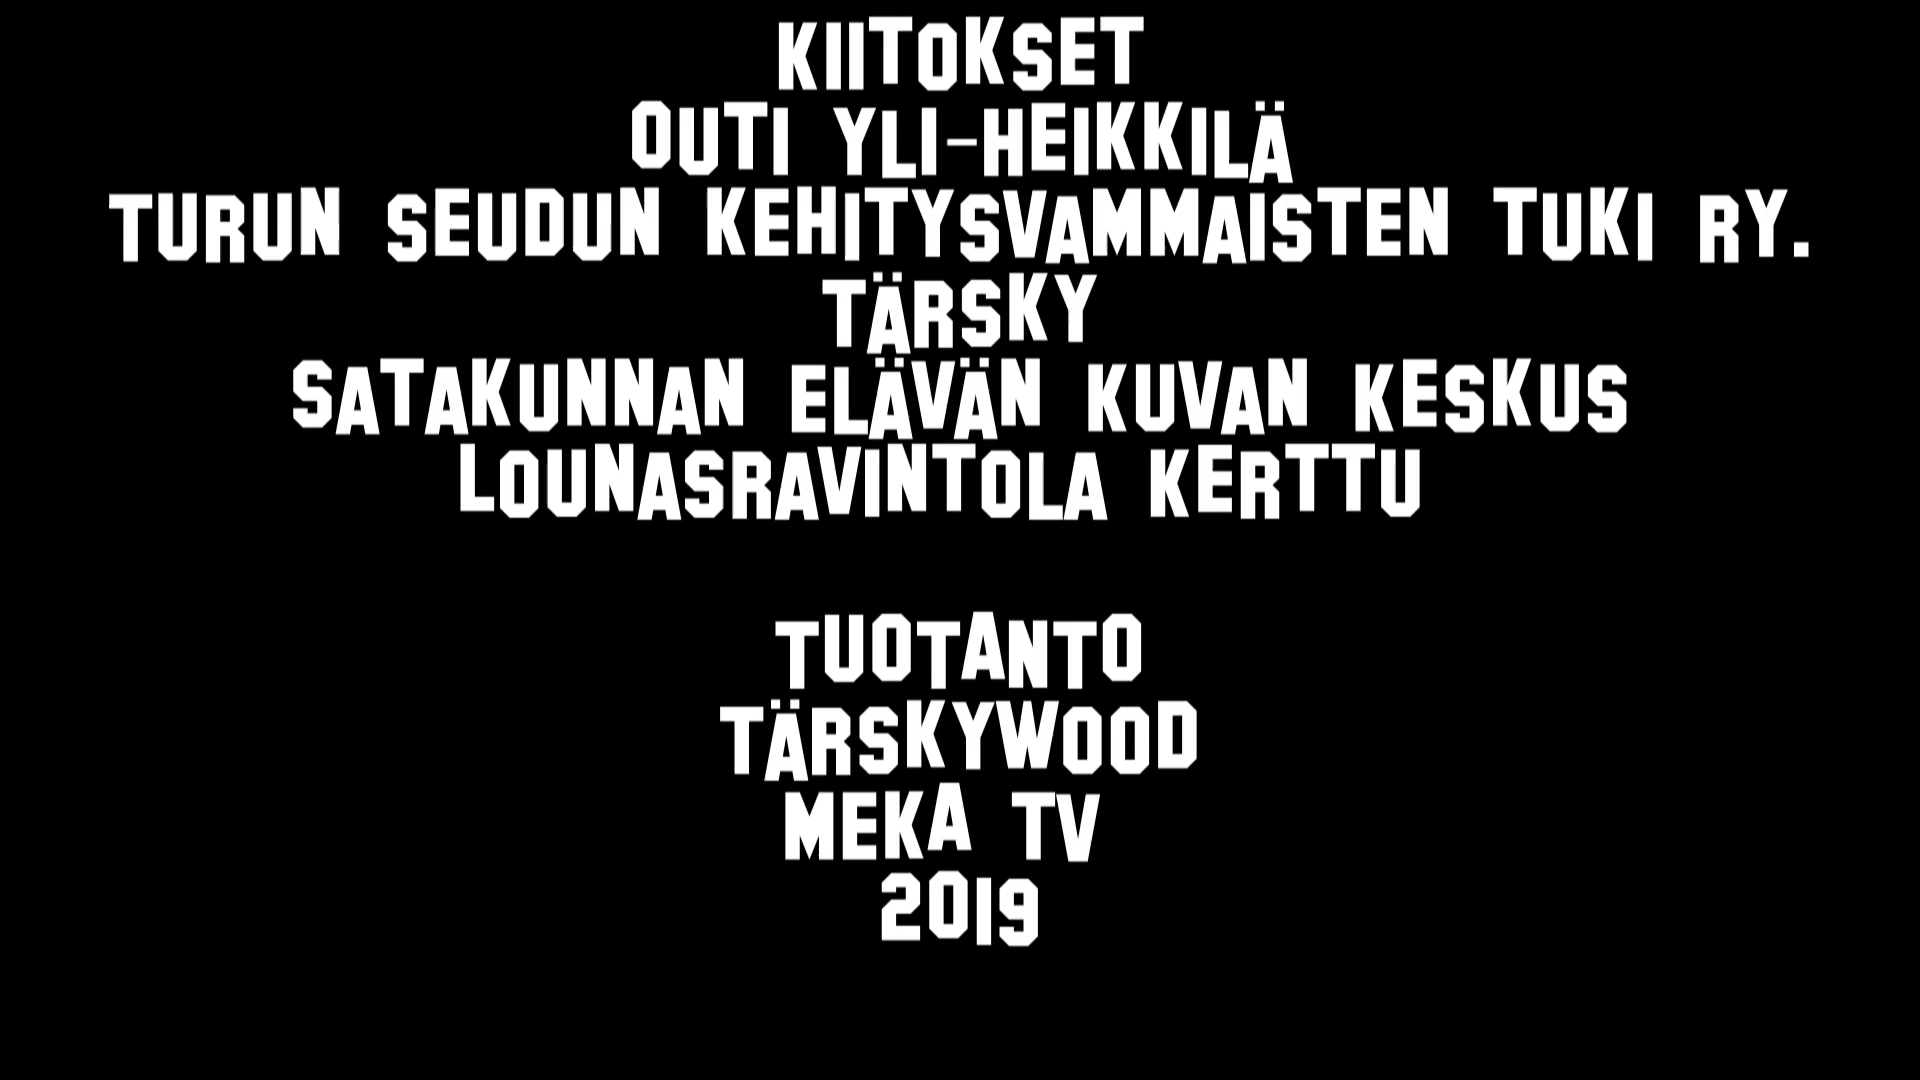 KIITOKSET
OUTI YLI-HEIKKILÄ
TURUN SEUDUN KEHITYSVAMMAISTEN TUKI RY.
TÄRSKY
SATAKUNNAN ELÄVÄN KUVAN KESKUS
LOUNASRAVINTOLA KERTTU
TUOTANTO
TÄRSKYWOOD
MEKA TV
2019